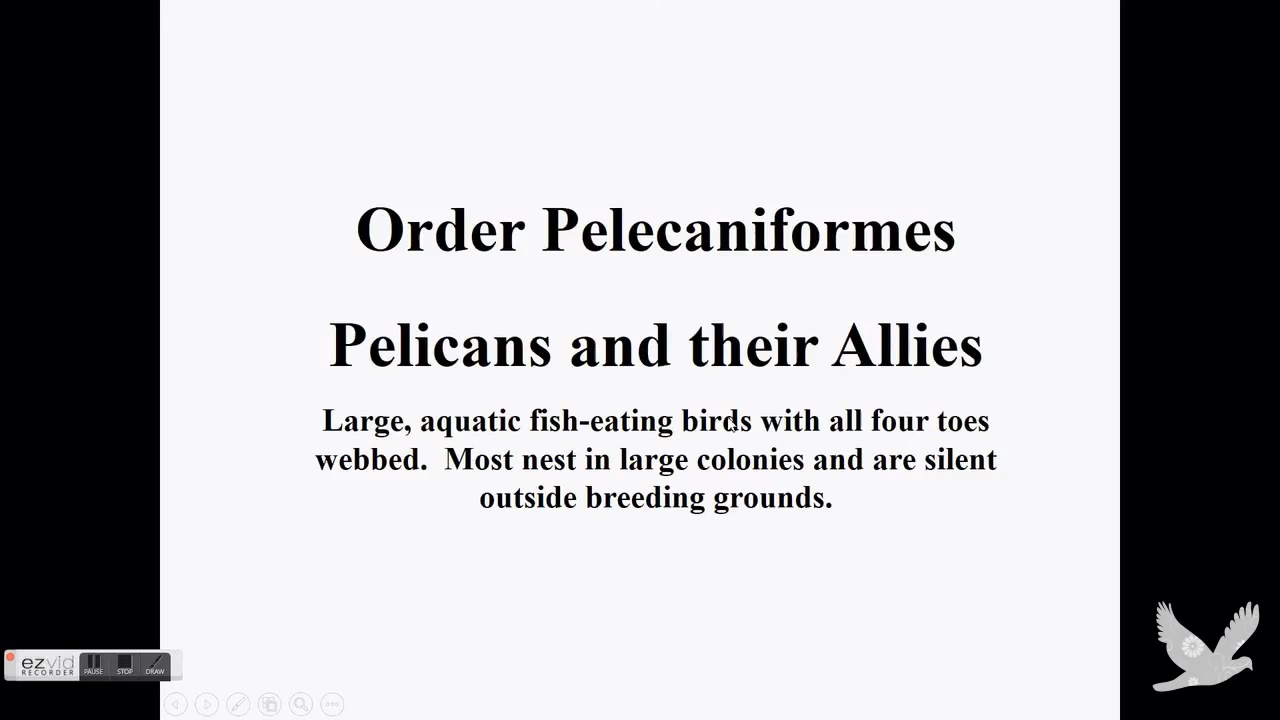 Order Pelecaniformes
Pelicans and their Allies
Large, aquatic fish-eating birds with all four toes
webbed.  Most nest in large colonies and are silent
outside breeding grounds.
ezvid
RECORDER
PAUSE STOP DRAW